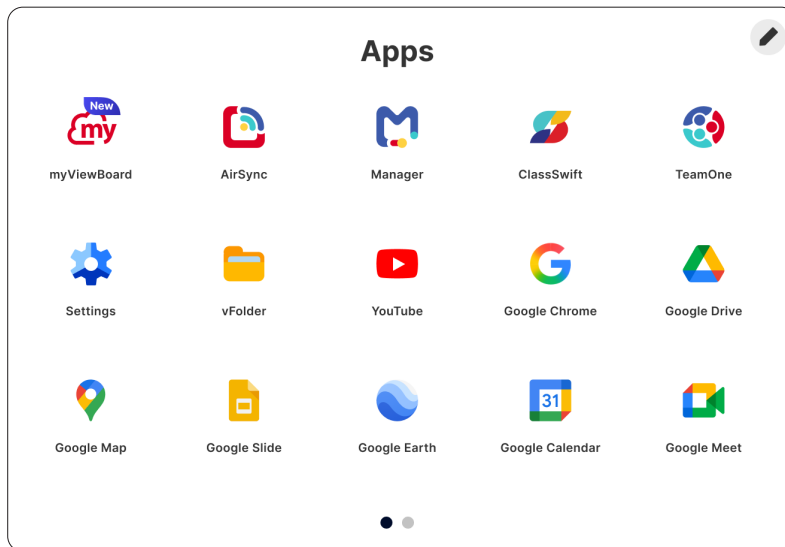 Apps
New
my
myViewBoard
AirSync
Manager
ClassSwift
TeamOne
Settings
vFolder
YouTube
Google Chrome
Google Drive
31
Google Map
Google Slide
Google Earth
Google Calendar
Google Meet